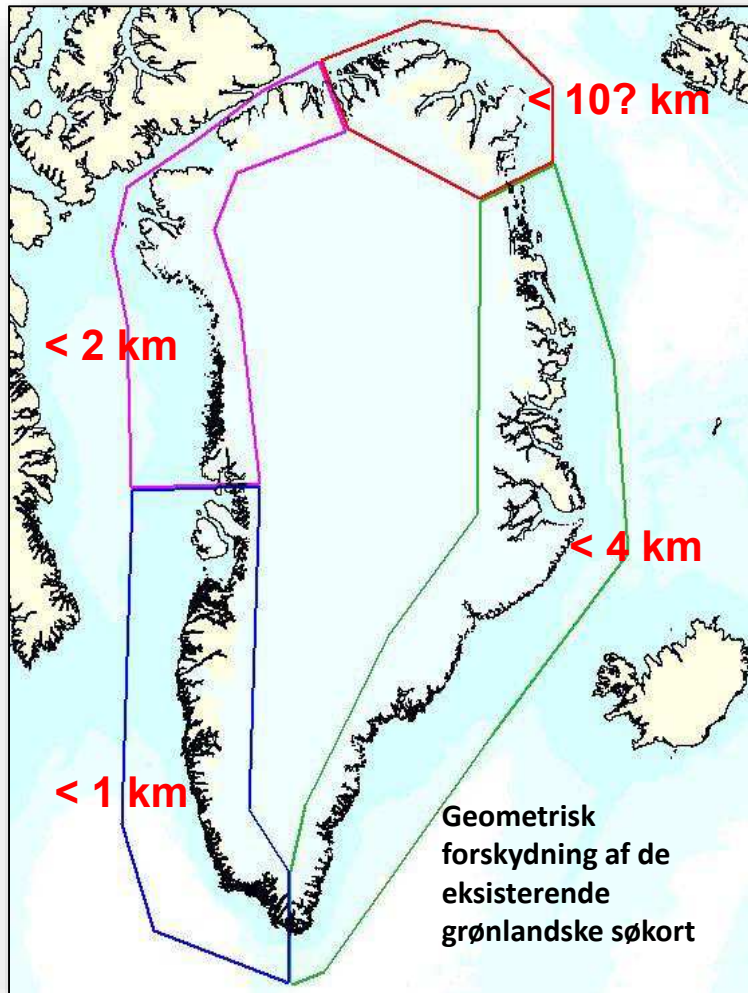 < 10? km
< 2 km
< 4 km
< 1 km
Geometrisk
forskydning af de
eksisterende
grønlandske søkort